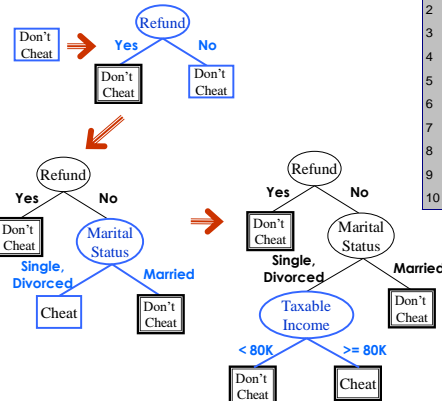 Don't
Cheat
Refund
Yes
No
Don't
Cheat
Don't
Cheat
2
3
4
5
6
7
8
9
10
Refund
Yes
No
Don't
Cheat
Marital
Status
Single,
Divorced
Married
Cheat
Don't
Cheat
Refund
Yes
No
Don't
Cheat
Marital
Status
Single,
Divorced
Married
Taxable
Income
Don't
Cheat
< 80K
>= 80K
Don't
Cheat
Cheat